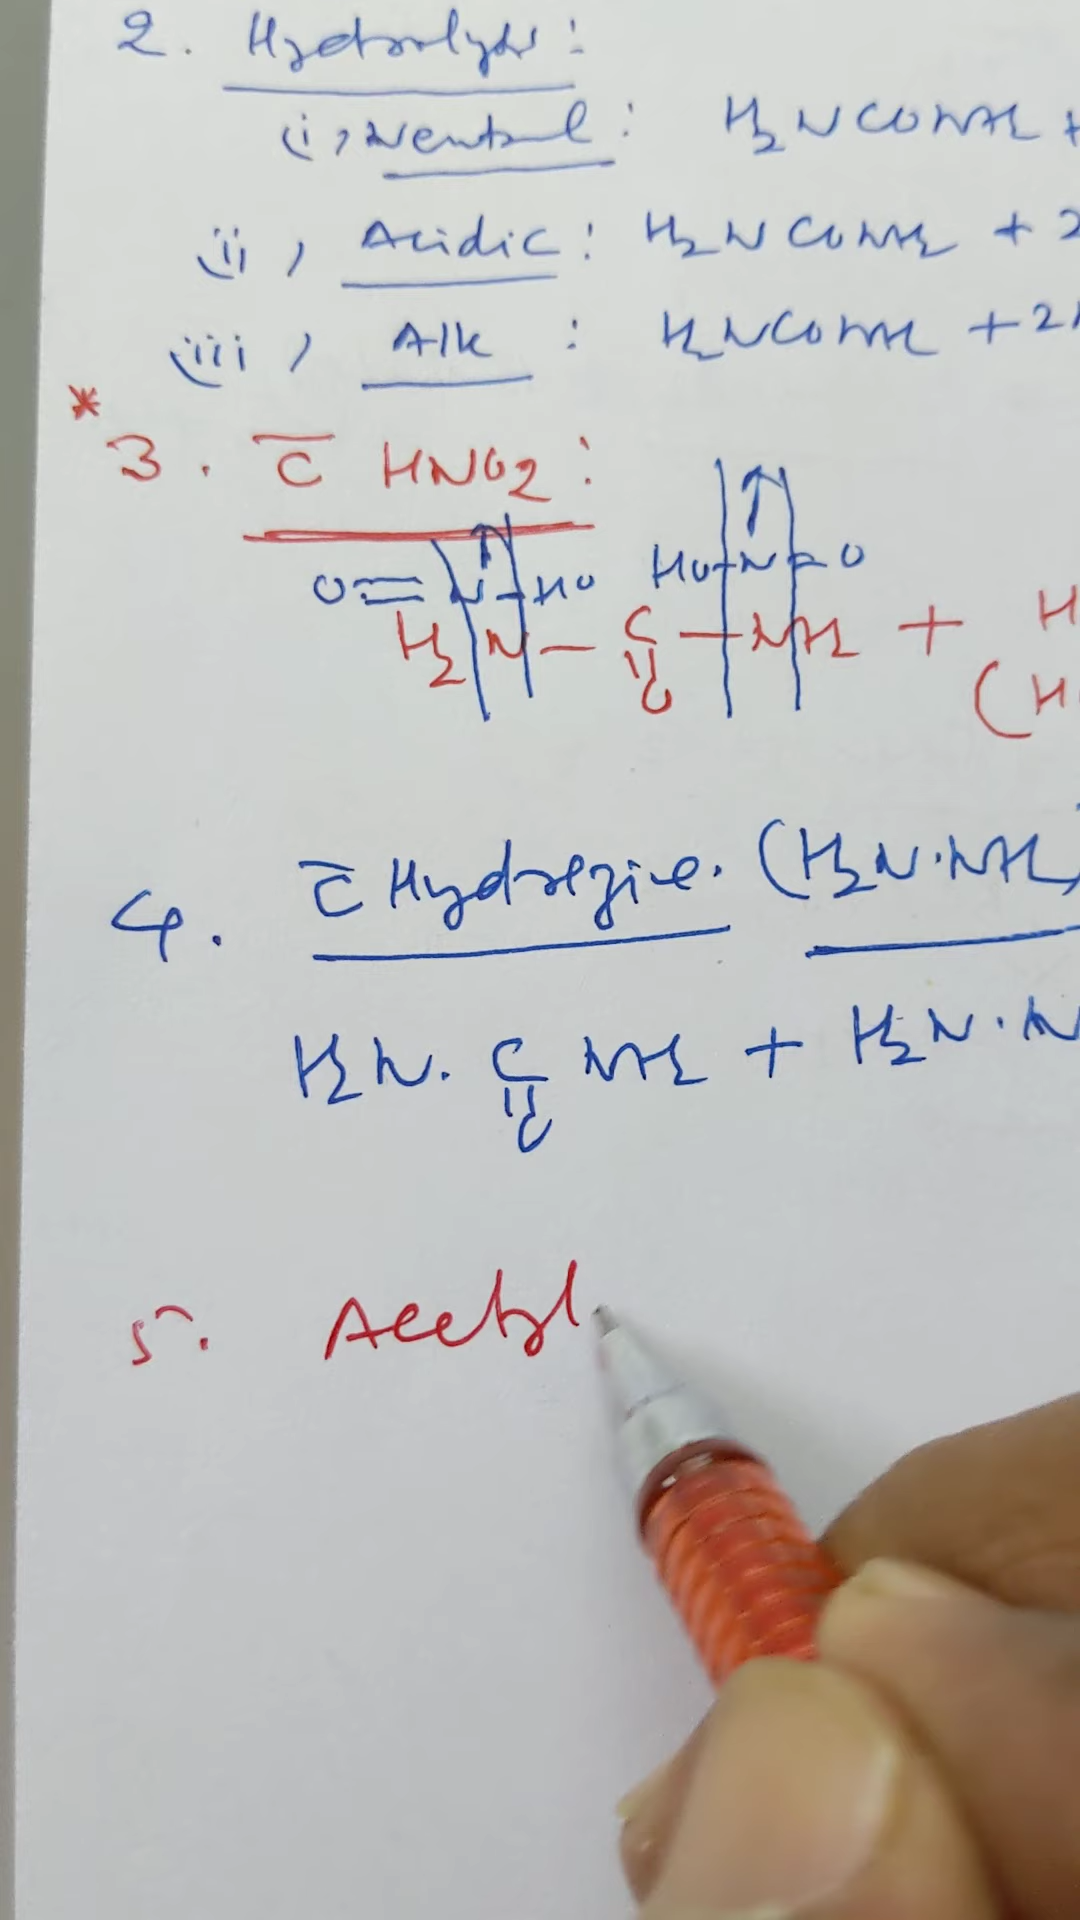 2. Hydrolysis:
(i) Neutral: H2NCONH2 +
(ii) Acidic: H2NCONH2 + 2
(iii) Alk: H2NCONH2 + 2
* 3. c̅ HNO2:
O=N-HO HO-N=O
H2N-C-NH2 + H
O (H
4. c̅ Hydrazine. (H2N.NH2)
H2N.C NH2 + H2N.N
O
5. Acetyl